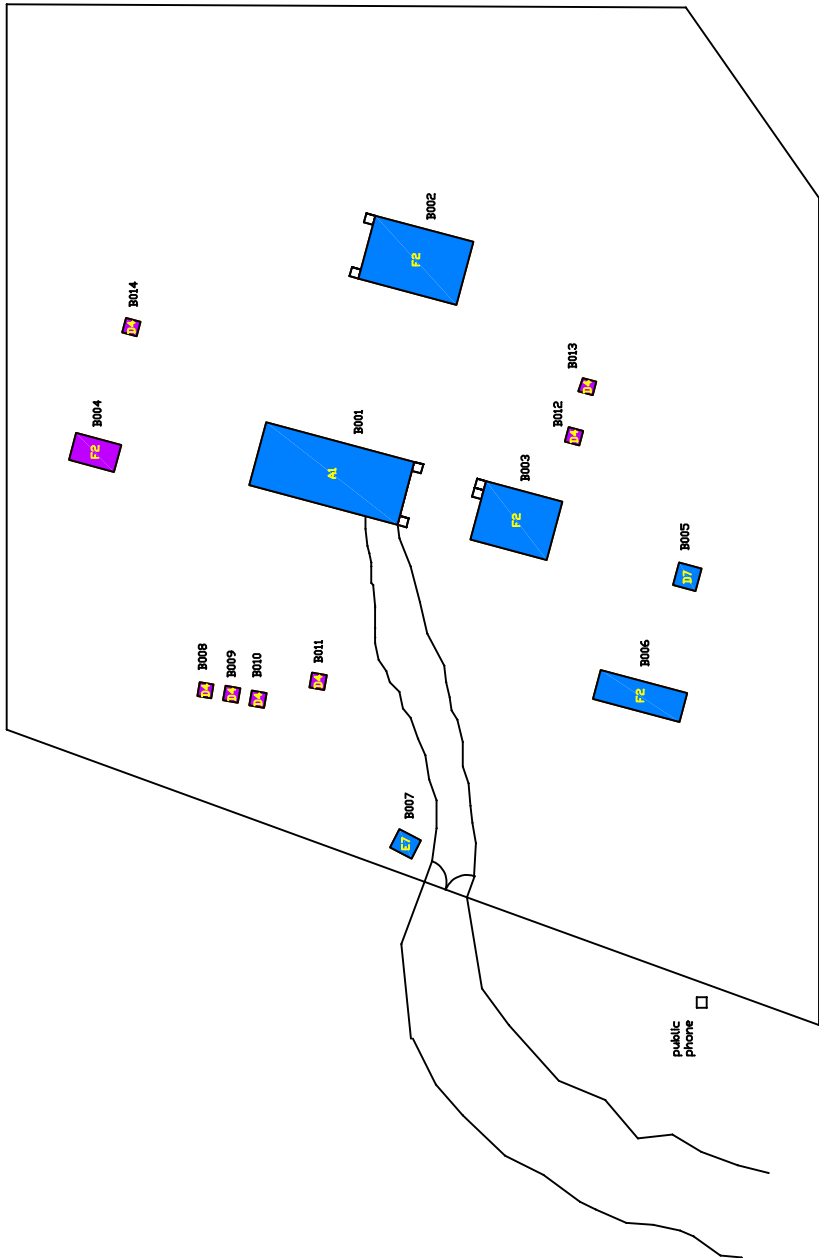 B002
F2
B014
D4
B013
D4
B004
F2
B001
A1
B012
D4
B003
F2
B005
D7
B008
D4
B009
D4
B010
D4
B011
D4
B006
F2
B007
E7
public
phone